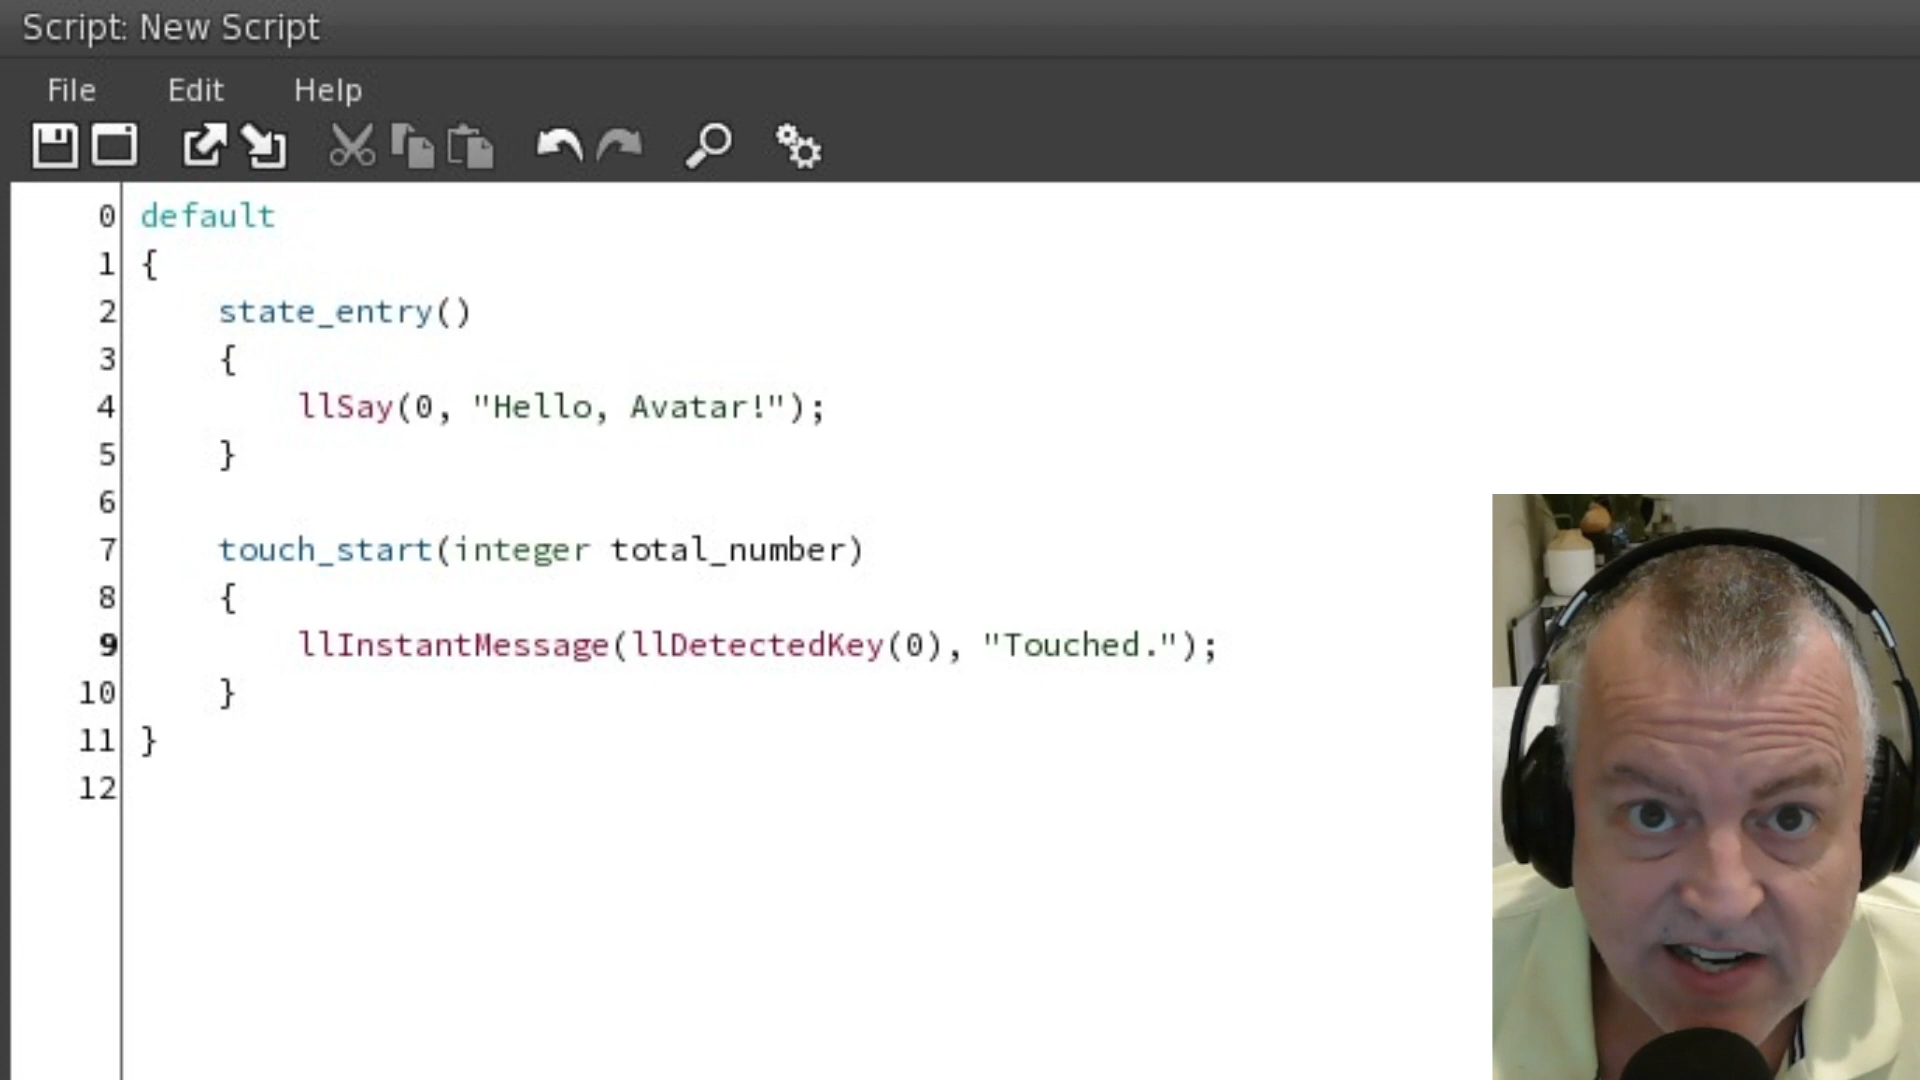 Script: New Script
File Edit Help
0 default
1 {
2 state_entry()
3 {
4 llSay(0, "Hello, Avatar!");
5 }
6
7 touch_start(integer total_number)
8 {
9 llInstantMessage(llDetectedKey(0), "Touched.");
10 }
11 }
12